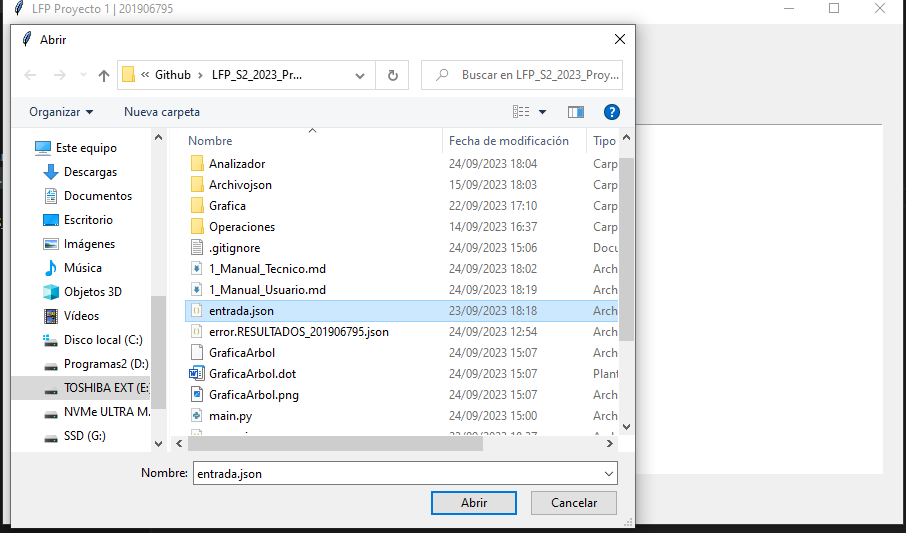 LFP Proyecto 1 | 201906795
Abrir
« Github › LFP_S2_2023_Pr...
Buscar en LFP_S2_2023_Proy...
Organizar
Nueva carpeta
Nombre
Fecha de modificación
Tipo
Este equipo
Descargas
Documentos
Escritorio
Imágenes
Música
Objetos 3D
Vídeos
Disco local (C:)
Programas2 (D:)
TOSHIBA EXT (E:
NVMe ULTRA M.
SSD (G:)
Analizador 24/09/2023 18:04 Carp
Archivojson 15/09/2023 18:03 Carp
Grafica 22/09/2023 17:10 Carp
Operaciones 14/09/2023 16:37 Carp
.gitignore 24/09/2023 15:06 Docu
1_Manual_Tecnico.md 24/09/2023 18:02 Arch
1_Manual_Usuario.md 24/09/2023 18:19 Arch
entrada.json 23/09/2023 18:18 Arch
error.RESULTADOS_201906795.json 24/09/2023 12:54 Arch
GraficaArbol 24/09/2023 15:07 Arch
GraficaArbol.dot 24/09/2023 15:07 Plant
GraficaArbol.png 24/09/2023 15:07 Arch
main.py 24/09/2023 15:00 Arch
Nombre: entrada.json
Abrir
Cancelar